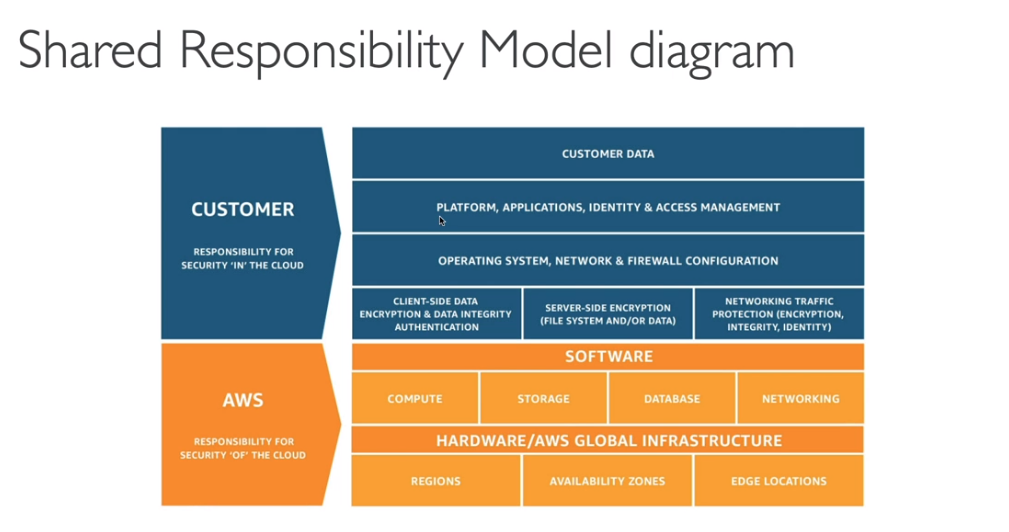 Shared Responsibility Model diagram
CUSTOMER
RESPONSIBILITY FOR
SECURITY ‘IN’ THE CLOUD
CUSTOMER DATA
PLATFORM, APPLICATIONS, IDENTITY & ACCESS MANAGEMENT
OPERATING SYSTEM, NETWORK & FIREWALL CONFIGURATION
CLIENT-SIDE DATA
ENCRYPTION & DATA INTEGRITY
AUTHENTICATION
SERVER-SIDE ENCRYPTION
(FILE SYSTEM AND/OR DATA)
NETWORKING TRAFFIC
PROTECTION (ENCRYPTION,
INTEGRITY, IDENTITY)
AWS
RESPONSIBILITY FOR
SECURITY ‘OF’ THE CLOUD
SOFTWARE
COMPUTE
STORAGE
DATABASE
NETWORKING
HARDWARE/AWS GLOBAL INFRASTRUCTURE
REGIONS
AVAILABILITY ZONES
EDGE LOCATIONS